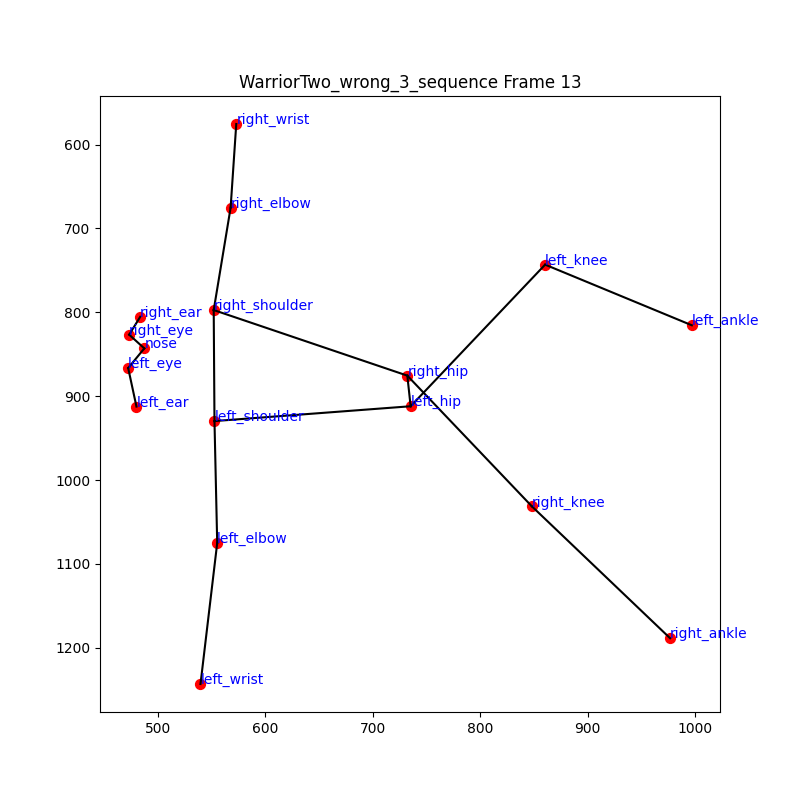 WarriorTwo_wrong_3_sequence Frame 13
right_wrist
600
right_elbow
700
left_knee
right_shoulder
800
right_ear
left_ankle
right_eye
nose
left_eye
right_hip
900
left_ear
left_hip
left_shoulder
1000
right_knee
left_elbow
1100
right_ankle
1200
left_wrist
500 600 700 800 900 1000